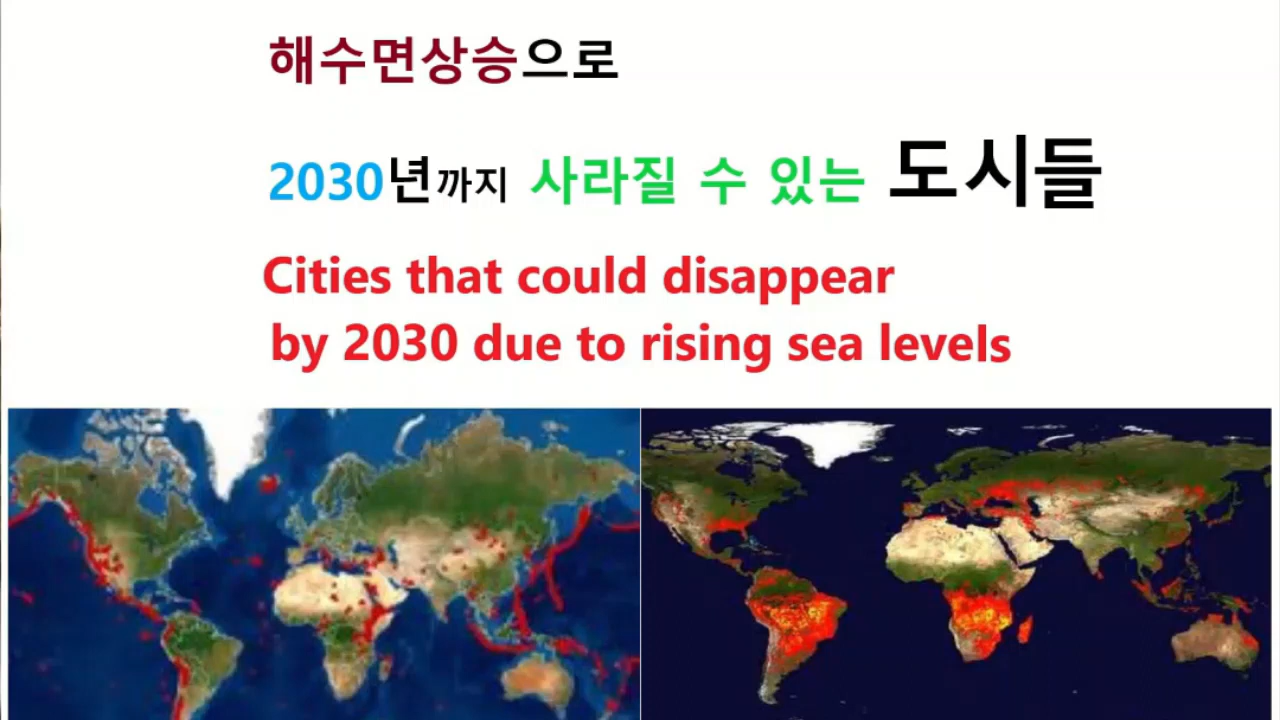 해수면상승으로
2030년까지 사라질 수 있는 도시들
Cities that could disappear
by 2030 due to rising sea levels